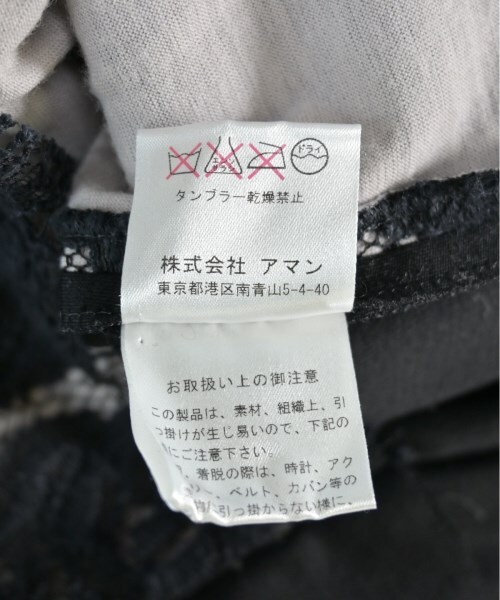 エンソ
サラシ
ドライ
タンブラー乾燥禁止
株式会社 アマン
東京都港区南青山5-4-40
お取扱い上の御注意
この製品は、素材、組織上、引
っ掛けが生じ易いので、下記の
にご注意下さい。
、着脱の際は、時計、アク
ー、ベルト、カバン等の
引っ掛からない様に、